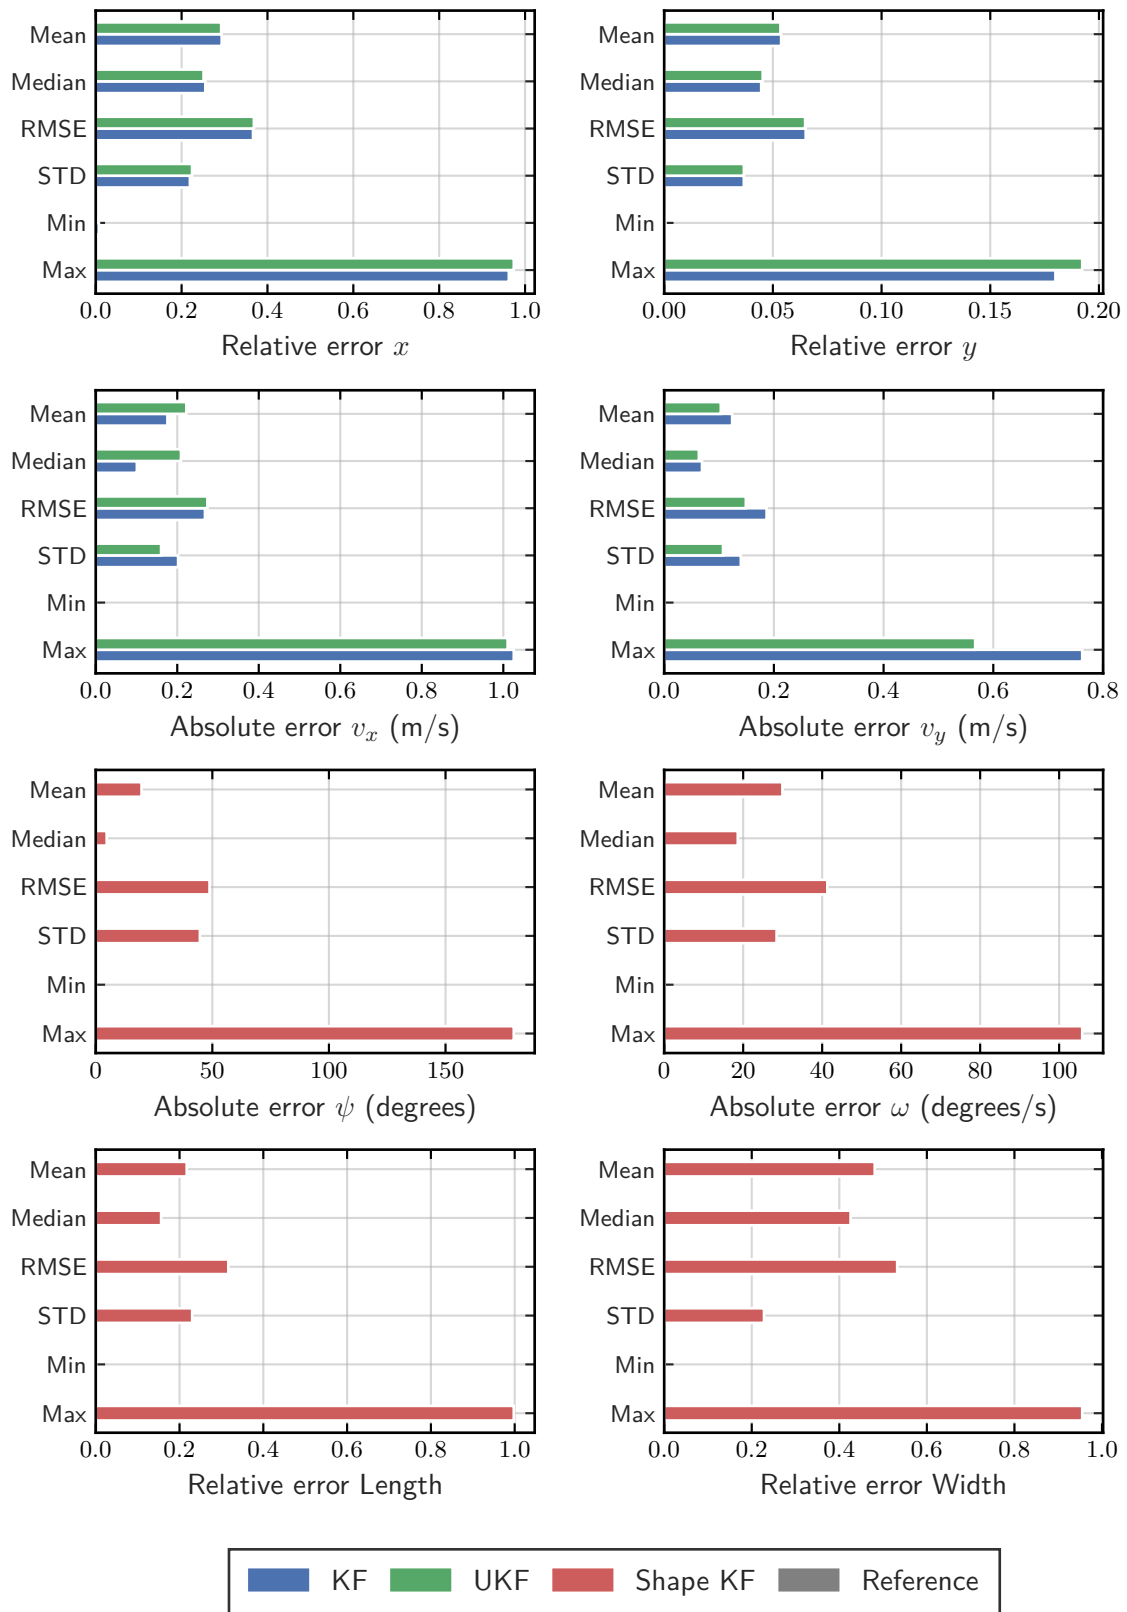 Mean
Median
RMSE
STD
Min
Max
0.0 0.2 0.4 0.6 0.8 1.0
Relative error x
Mean
Median
RMSE
STD
Min
Max
0.00 0.05 0.10 0.15 0.20
Relative error y
Mean
Median
RMSE
STD
Min
Max
0.0 0.2 0.4 0.6 0.8 1.0
Absolute error v_x (m/s)
Mean
Median
RMSE
STD
Min
Max
0.0 0.2 0.4 0.6 0.8
Absolute error v_y (m/s)
Mean
Median
RMSE
STD
Min
Max
0 50 100 150
Absolute error ψ (degrees)
Mean
Median
RMSE
STD
Min
Max
0 20 40 60 80 100
Absolute error ω (degrees/s)
Mean
Median
RMSE
STD
Min
Max
0.0 0.2 0.4 0.6 0.8 1.0
Relative error Length
Mean
Median
RMSE
STD
Min
Max
0.0 0.2 0.4 0.6 0.8 1.0
Relative error Width
KF UKF Shape KF Reference